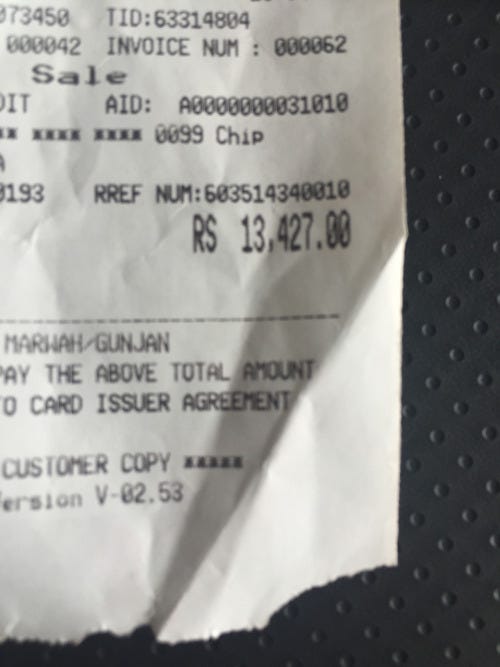 073450 TID:63314804
000042 INVOICE NUM : 000062
Sale
DIT AID: A0000000031010
xx xxxx xxxx 0099 Chip
A
0193 RREF NUM:603514340010
RS 13,427.00
MARWAH/GUNJAN
PAY THE ABOVE TOTAL AMOUNT
TO CARD ISSUER AGREEMENT
CUSTOMER COPY xxxxx
Version V-02.53